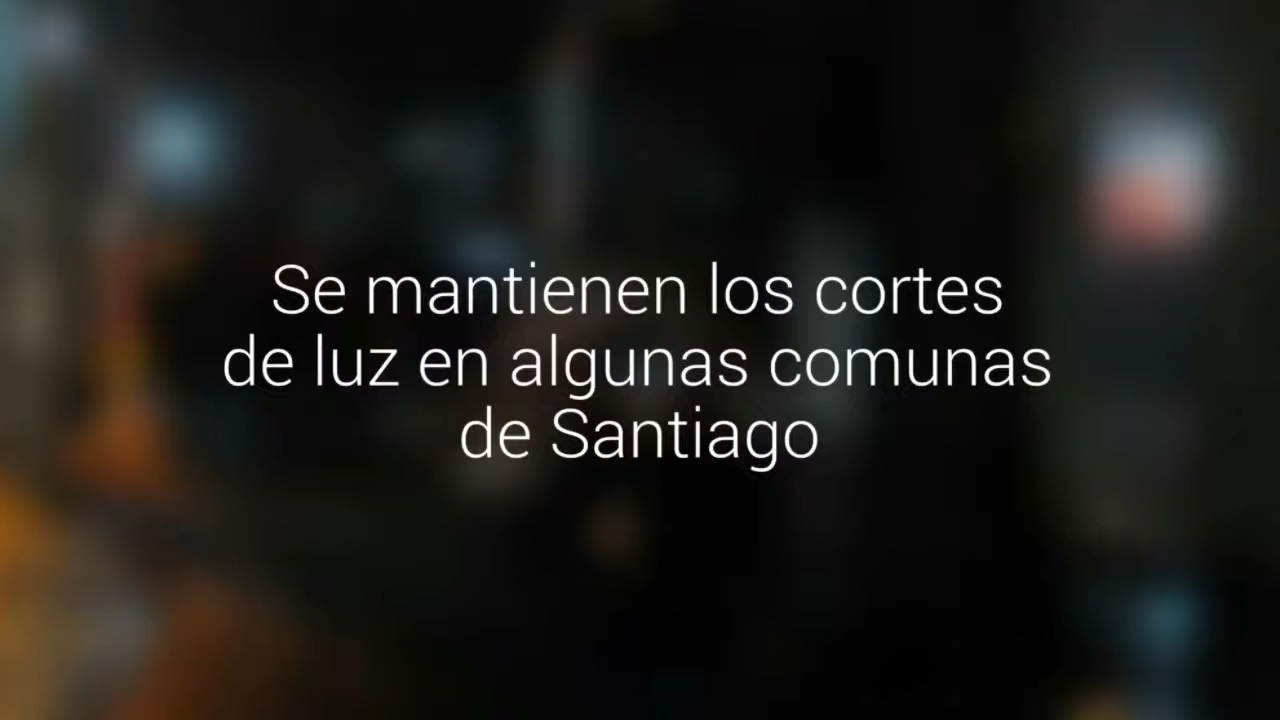 Se mantienen los cortes
de luz en algunas comunas
de Santiago